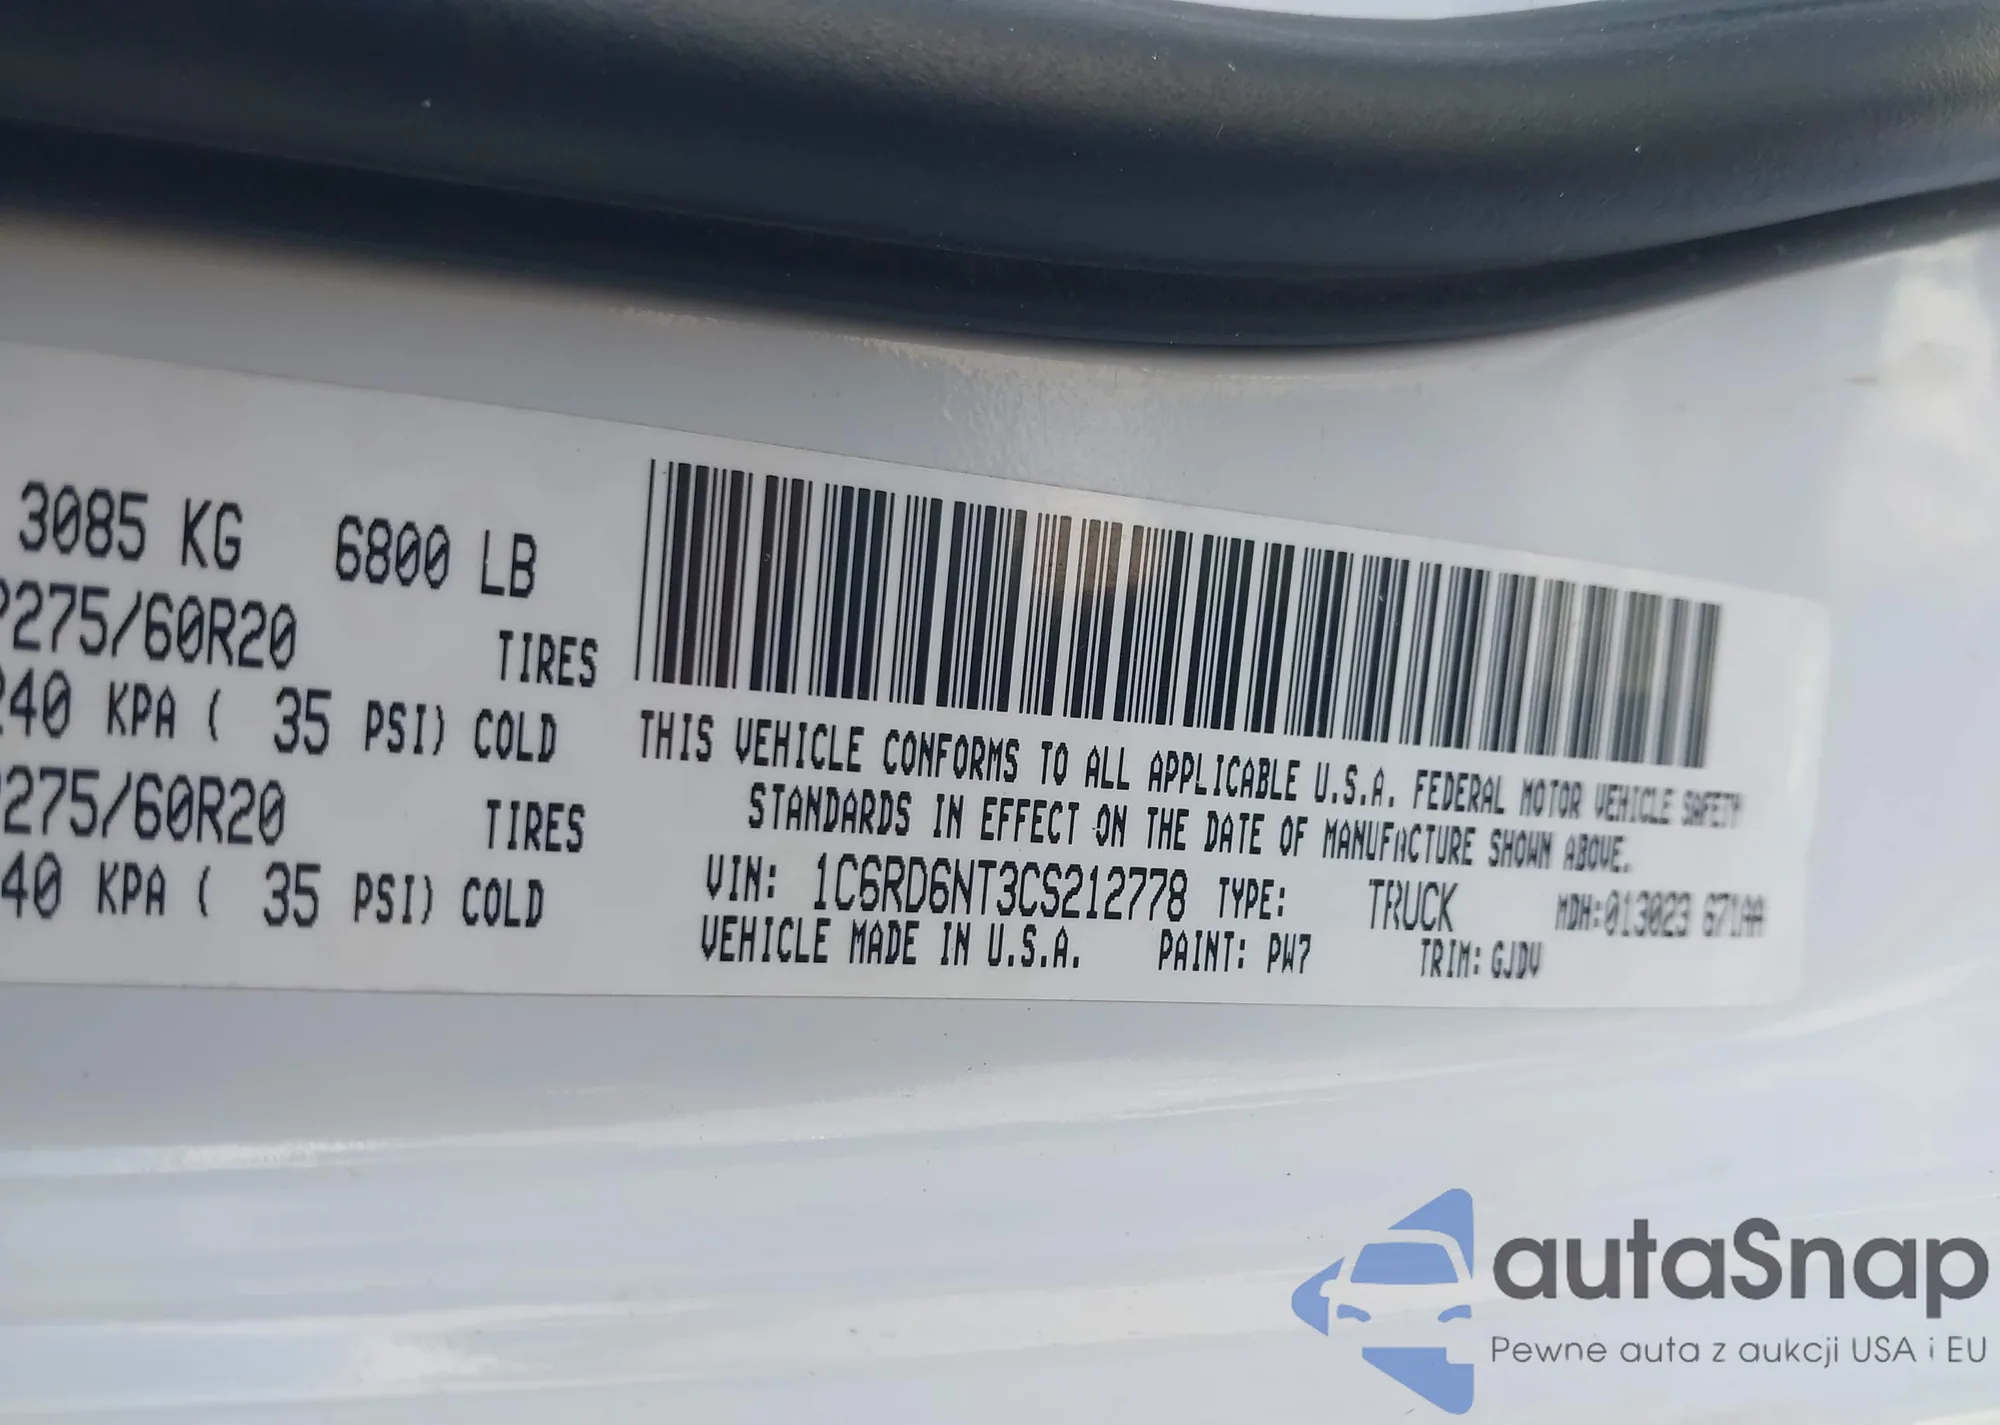 3085 KG 6800 LB
P275/60R20 TIRES
240 KPA ( 35 PSI) COLD
P275/60R20 TIRES
40 KPA ( 35 PSI) COLD
THIS VEHICLE CONFORMS TO ALL APPLICABLE U.S.A. FEDERAL MOTOR VEHICLE SAFETY
STANDARDS IN EFFECT ON THE DATE OF MANUFACTURE SHOWN ABOVE.
VIN: 1C6RD6NT3CS212778 TYPE: TRUCK MDH:013023 671AA
VEHICLE MADE IN U.S.A. PAINT: PW7 TRIM: GJDV
autaSnap
Pewne auta z aukcji USA i EU